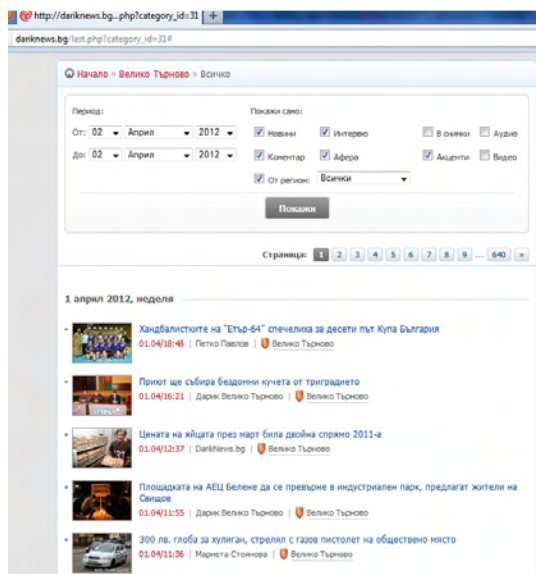 http://dariknews.bg...php?category_id=31 +
dariknews.bg/last.php?category_id=31#
Начало » Велико Търново » Всичко
Период: Покажи само:
От: 02 Април 2012 Новини Интервю В снимки Аудио
До: 02 Април 2012 Коментар Афера Акценти Видео
От регион: Всички
Покажи
Страница: 1 2 3 4 5 6 7 8 9 ... 640 »
1 април 2012, неделя
Хандбалистките на "Етър-64" спечелиха за десети път Купа България
01.04/18:48 | Петко Павлов | Велико Търново
Приют ще събира бездомни кучета от триградието
01.04/16:21 | Дарик Велико Търново | Велико Търново
Цената на яйцата през март била двойна спрямо 2011-а
01.04/12:37 | DarikNews.bg | Велико Търново
Площадката на АЕЦ Белене да се превърне в индустриален парк, предлагат жители на
Свищов
01.04/11:55 | Дарик Велико Търново | Велико Търново
300 лв. глоба за хулиган, стрелял с газов пистолет на обществено място
01.04/11:36 | Мариета Стоянова | Велико Търново